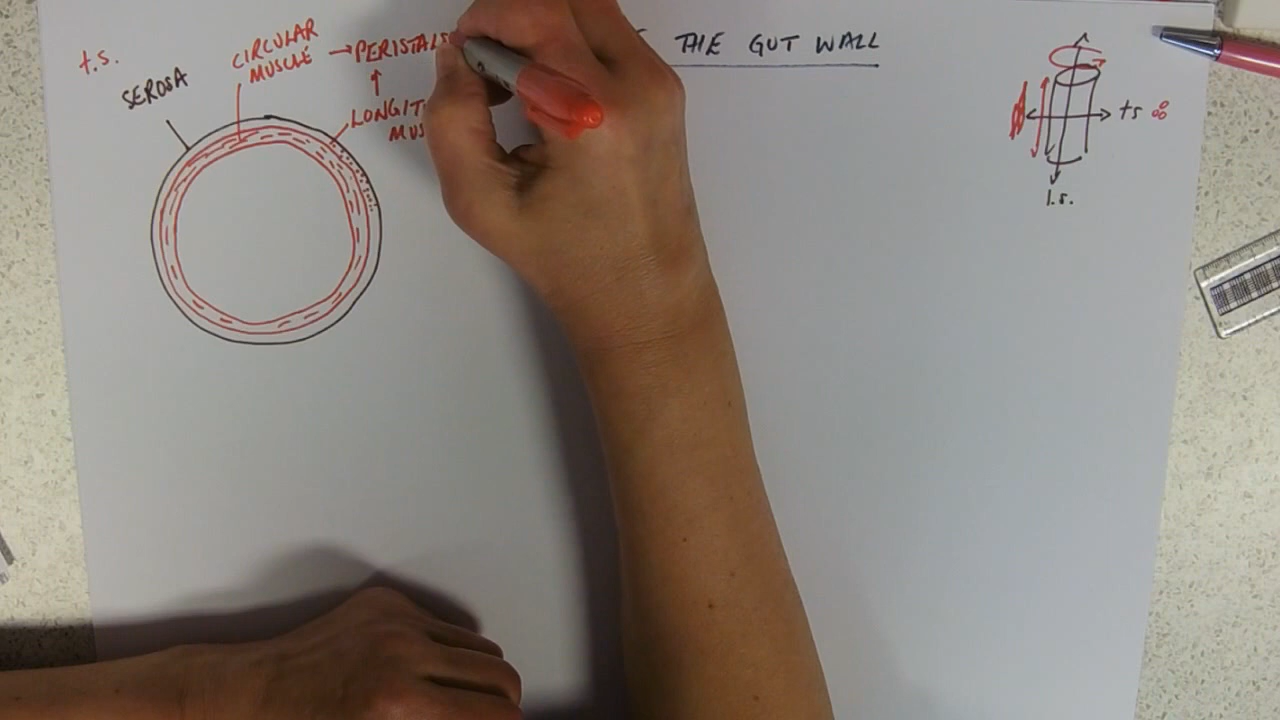 THE GUT WALL
t.s.
CIRCULAR
MUSCLE
→PERISTALS
SEROSA
LONGIT
MUS
ts
l.s.